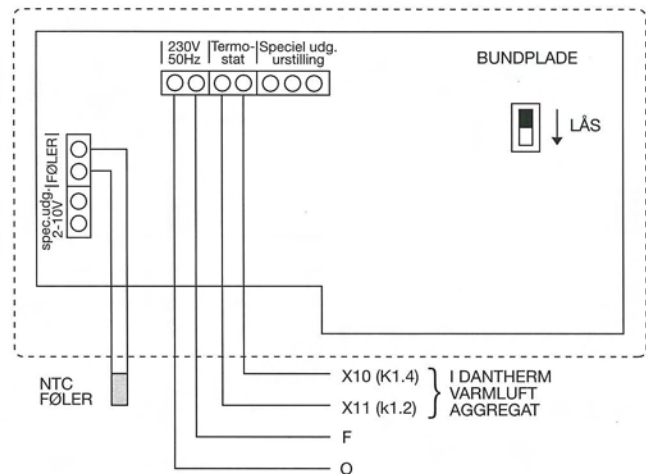 230V
50Hz
Termo-
stat
Speciel udg.
urstilling
BUNDPLADE
LÅS
FØLER
spec.udg.
2-10V
NTC
FØLER
X10 (K1.4)
X11 (k1.2)
I DANTHERM
VARMLUFT
AGGREGAT
F
O